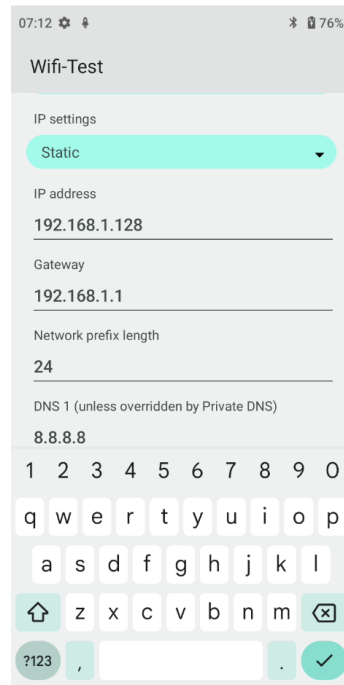 07:12 76%
Wifi-Test
IP settings
Static
IP address
192.168.1.128
Gateway
192.168.1.1
Network prefix length
24
DNS 1 (unless overridden by Private DNS)
8.8.8.8
1 2 3 4 5 6 7 8 9 0
q w e r t y u i o p
a s d f g h j k l
z x c v b n m
?123 , .